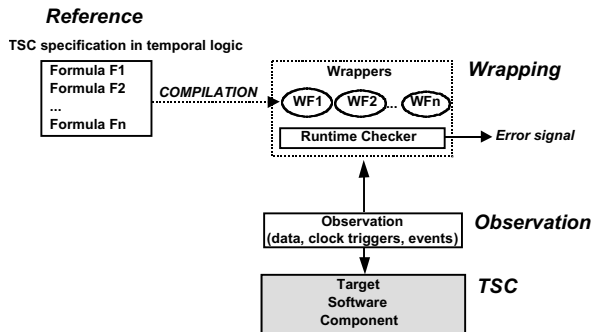 Reference
TSC specification in temporal logic
Formula F1
Formula F2
...
Formula Fn
COMPILATION
Wrappers
WF1 WF2 ... WFn
Runtime Checker
Wrapping
Error signal
Observation
(data, clock triggers, events)
Observation
Target
Software
Component
TSC